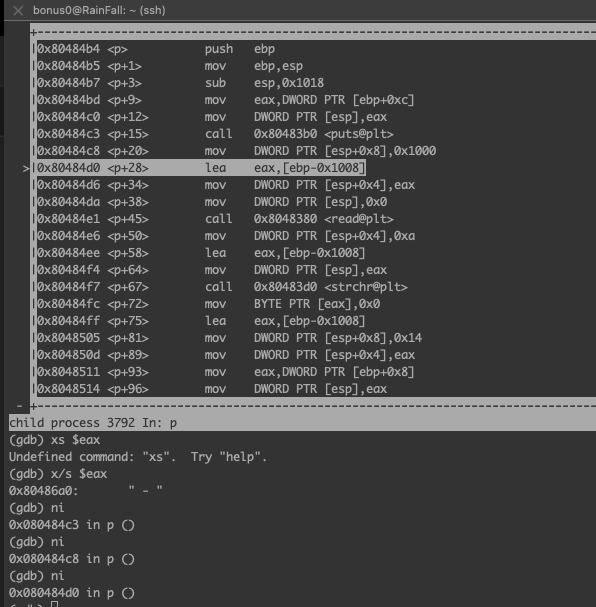 bonus0@RainFall: ~ (ssh)
0x80484b4 <p> push ebp
0x80484b5 <p+1> mov ebp,esp
0x80484b7 <p+3> sub esp,0x1018
0x80484bd <p+9> mov eax,DWORD PTR [ebp+0xc]
0x80484c0 <p+12> mov DWORD PTR [esp],eax
0x80484c3 <p+15> call 0x80483b0 <puts@plt>
0x80484c8 <p+20> mov DWORD PTR [esp+0x8],0x1000
>0x80484d0 <p+28> lea eax,[ebp-0x1008]
0x80484d6 <p+34> mov DWORD PTR [esp+0x4],eax
0x80484da <p+38> mov DWORD PTR [esp],0x0
0x80484e1 <p+45> call 0x8048380 <read@plt>
0x80484e6 <p+50> mov DWORD PTR [esp+0x4],0xa
0x80484ee <p+58> lea eax,[ebp-0x1008]
0x80484f4 <p+64> mov DWORD PTR [esp],eax
0x80484f7 <p+67> call 0x80483d0 <strchr@plt>
0x80484fc <p+72> mov BYTE PTR [eax],0x0
0x80484ff <p+75> lea eax,[ebp-0x1008]
0x8048505 <p+81> mov DWORD PTR [esp+0x8],0x14
0x804850d <p+89> mov DWORD PTR [esp+0x4],eax
0x8048511 <p+93> mov eax,DWORD PTR [ebp+0x8]
0x8048514 <p+96> mov DWORD PTR [esp],eax
child process 3792 In: p
(gdb) xs $eax
Undefined command: "xs". Try "help".
(gdb) x/s $eax
0x80486a0: " - "
(gdb) ni
0x080484c3 in p ()
(gdb) ni
0x080484c8 in p ()
(gdb) ni
0x080484d0 in p ()